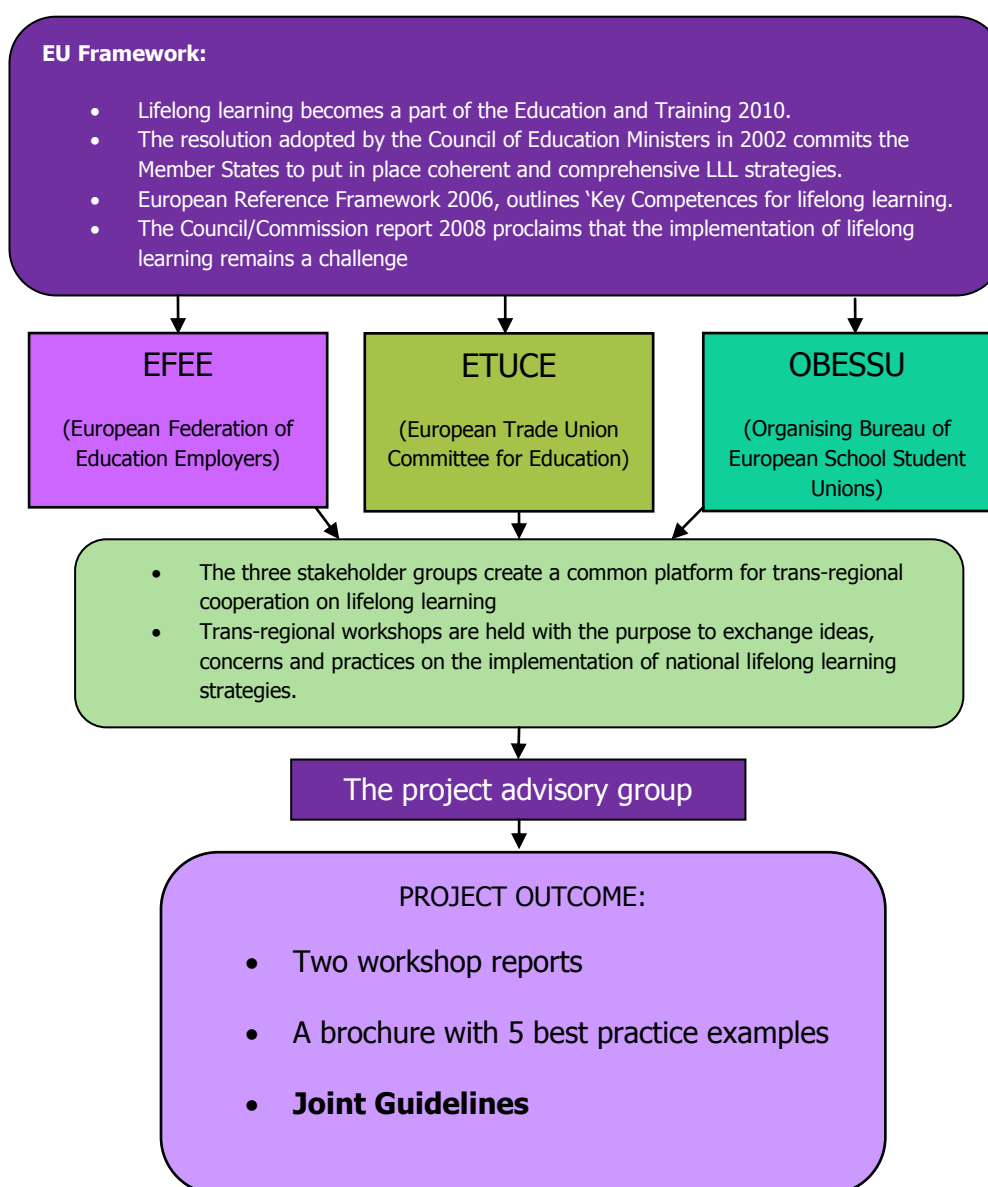 EU Framework:
• Lifelong learning becomes a part of the Education and Training 2010.
• The resolution adopted by the Council of Education Ministers in 2002 commits the
Member States to put in place coherent and comprehensive LLL strategies.
• European Reference Framework 2006, outlines ‘Key Competences for lifelong learning.
• The Council/Commission report 2008 proclaims that the implementation of lifelong
learning remains a challenge
EFEE
(European Federation of
Education Employers)
ETUCE
(European Trade Union
Committee for Education)
OBESSU
(Organising Bureau of
European School Student
Unions)
• The three stakeholder groups create a common platform for trans-regional
cooperation on lifelong learning
• Trans-regional workshops are held with the purpose to exchange ideas,
concerns and practices on the implementation of national lifelong learning
strategies.
The project advisory group
PROJECT OUTCOME:
• Two workshop reports
• A brochure with 5 best practice examples
• Joint Guidelines